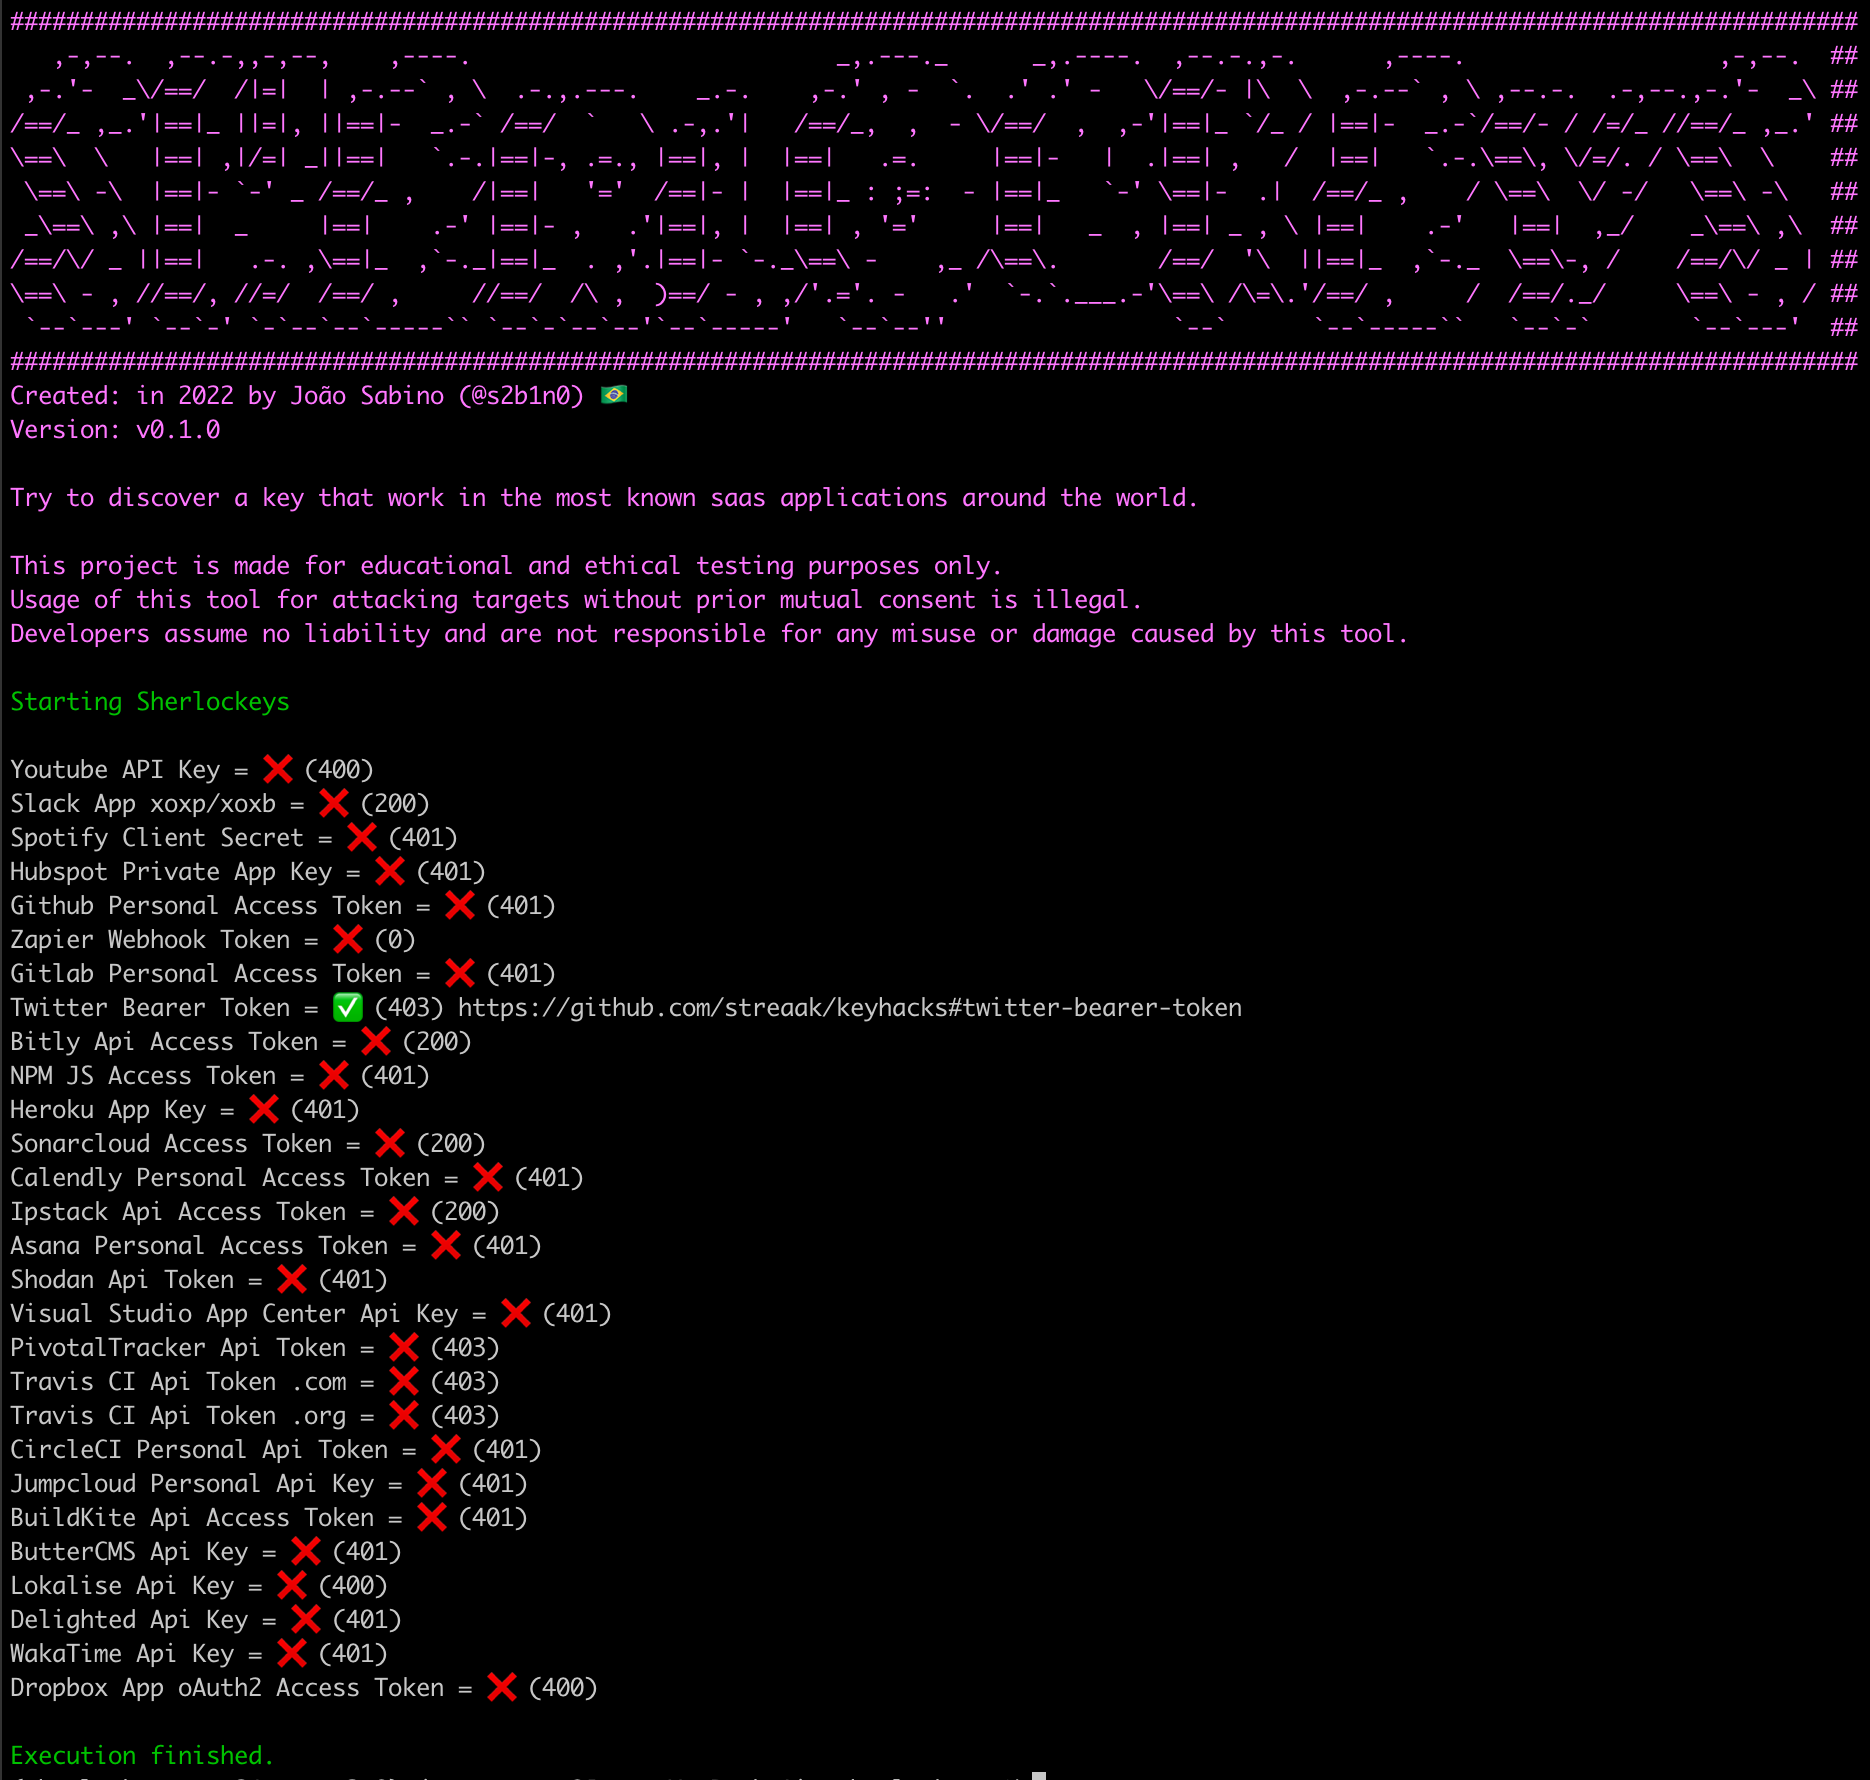 SHERLOCKEYS
Created: in 2022 by João Sabino (@s2b1n0) 🇧🇷
Version: v0.1.0
Try to discover a key that work in the most known saas applications around the world.
This project is made for educational and ethical testing purposes only.
Usage of this tool for attacking targets without prior mutual consent is illegal.
Developers assume no liability and are not responsible for any misuse or damage caused by this tool.
Starting Sherlockeys
Youtube API Key = ❌ (400)
Slack App xoxp/xoxb = ❌ (200)
Spotify Client Secret = ❌ (401)
Hubspot Private App Key = ❌ (401)
Github Personal Access Token = ❌ (401)
Zapier Webhook Token = ❌ (0)
Gitlab Personal Access Token = ❌ (401)
Twitter Bearer Token = ✅ (403) https://github.com/streaak/keyhacks#twitter-bearer-token
Bitly Api Access Token = ❌ (200)
NPM JS Access Token = ❌ (401)
Heroku App Key = ❌ (401)
Sonarcloud Access Token = ❌ (200)
Calendly Personal Access Token = ❌ (401)
Ipstack Api Access Token = ❌ (200)
Asana Personal Access Token = ❌ (401)
Shodan Api Token = ❌ (401)
Visual Studio App Center Api Key = ❌ (401)
PivotalTracker Api Token = ❌ (403)
Travis CI Api Token .com = ❌ (403)
Travis CI Api Token .org = ❌ (403)
CircleCI Personal Api Token = ❌ (401)
Jumpcloud Personal Api Key = ❌ (401)
BuildKite Api Access Token = ❌ (401)
ButterCMS Api Key = ❌ (401)
Lokalise Api Key = ❌ (400)
Delighted Api Key = ❌ (401)
WakaTime Api Key = ❌ (401)
Dropbox App oAuth2 Access Token = ❌ (400)
Execution finished.